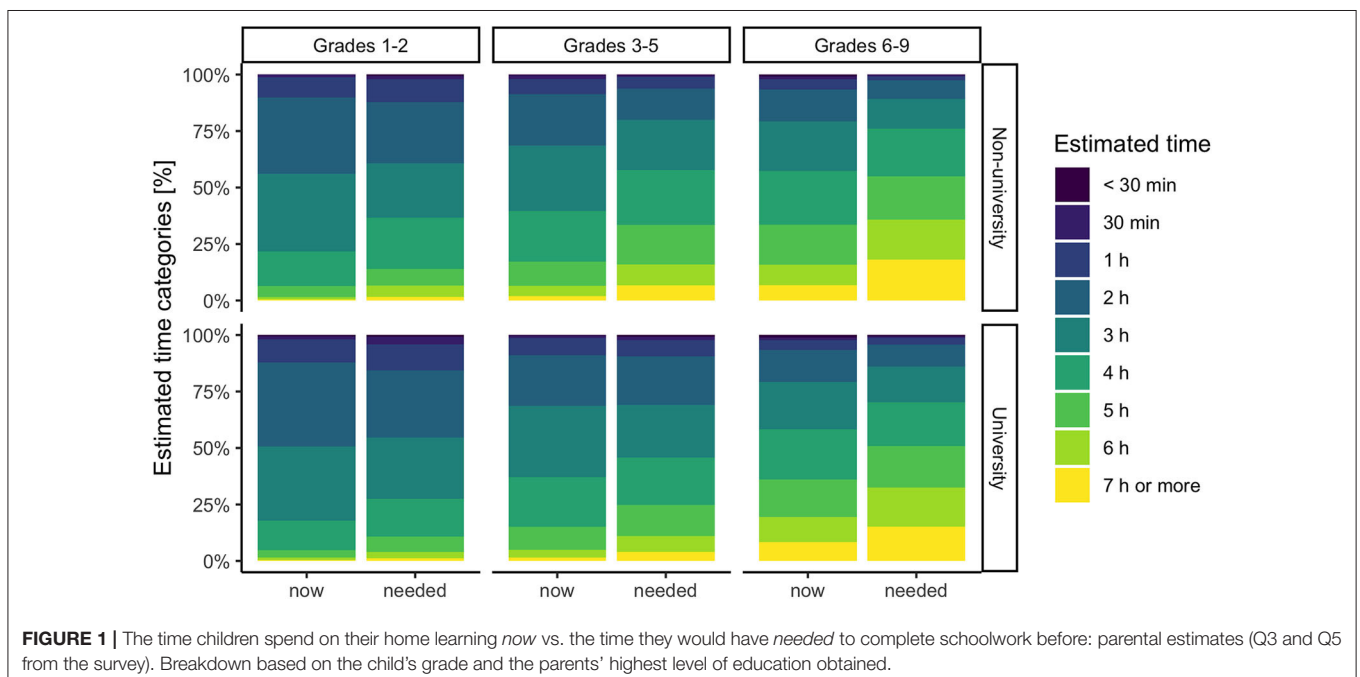 Grades 1-2
Grades 3-5
Grades 6-9
Estimated time categories [%]
100%
75%
50%
25%
0%
Non-university
100%
75%
50%
25%
0%
University
now
needed
now
needed
now
needed
Estimated time
< 30 min
30 min
1 h
2 h
3 h
4 h
5 h
6 h
7 h or more
FIGURE 1 | The time children spend on their home learning now vs. the time they would have needed to complete schoolwork before: parental estimates (Q3 and Q5
from the survey). Breakdown based on the child's grade and the parents' highest level of education obtained.